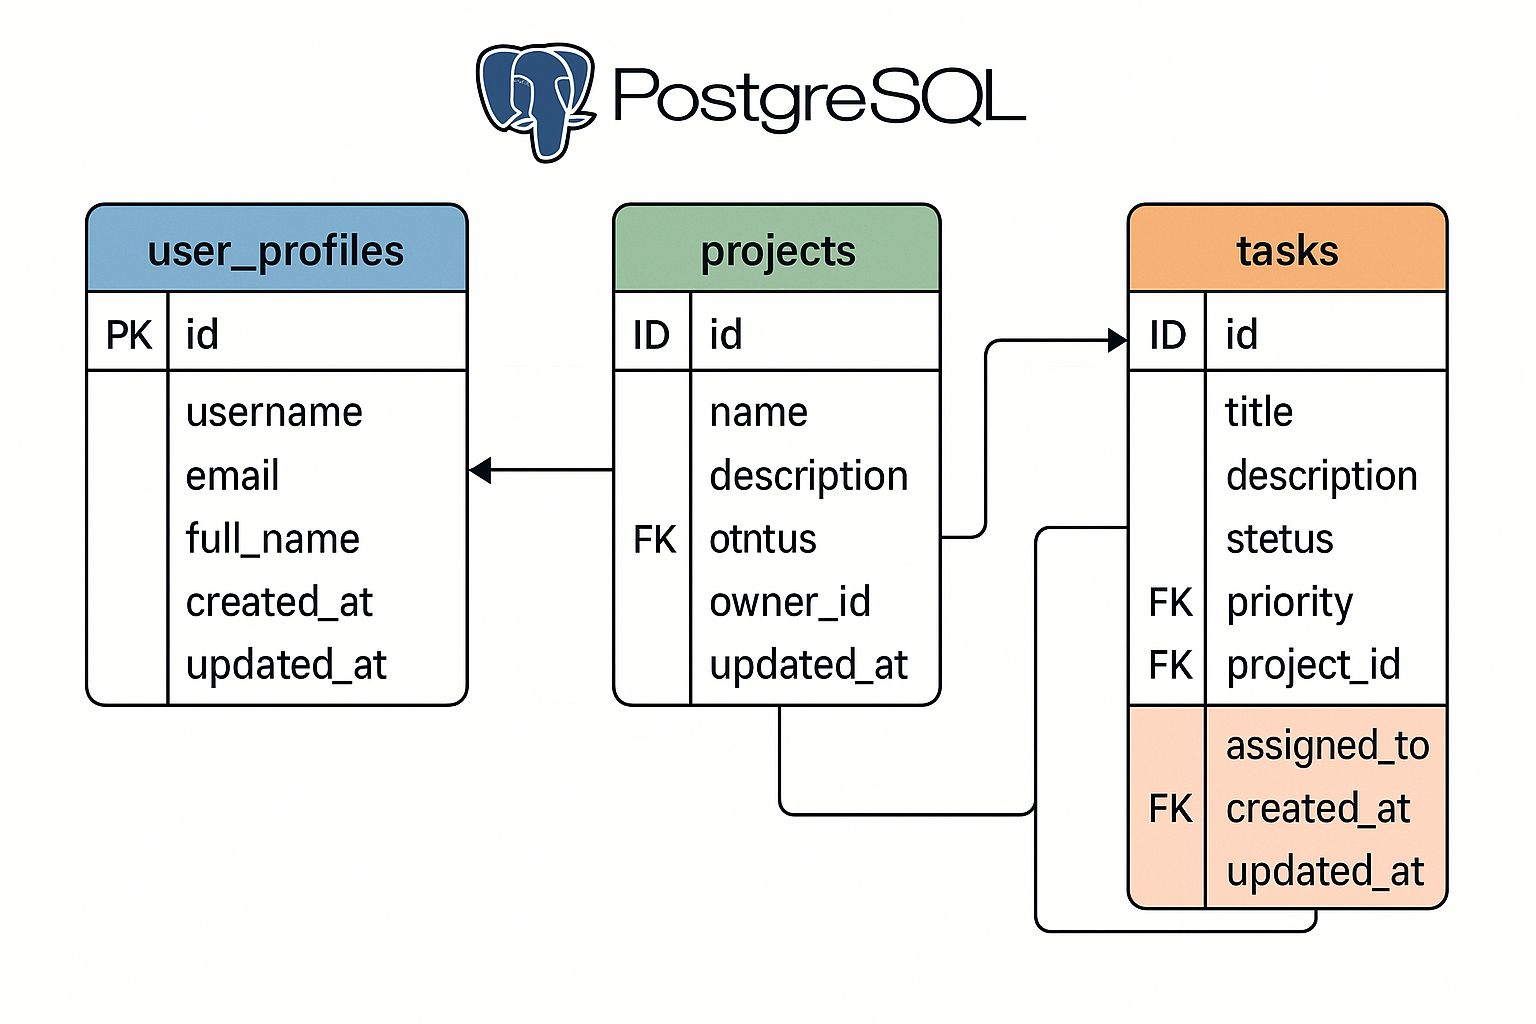 PostgreSQL
user_profiles
PK id
username
email
full_name
created_at
updated_at
projects
ID id
name
description
FK otntus
owner_id
updated_at
tasks
ID id
title
description
stetus
FK priority
FK project_id
assigned_to
FK created_at
updated_at